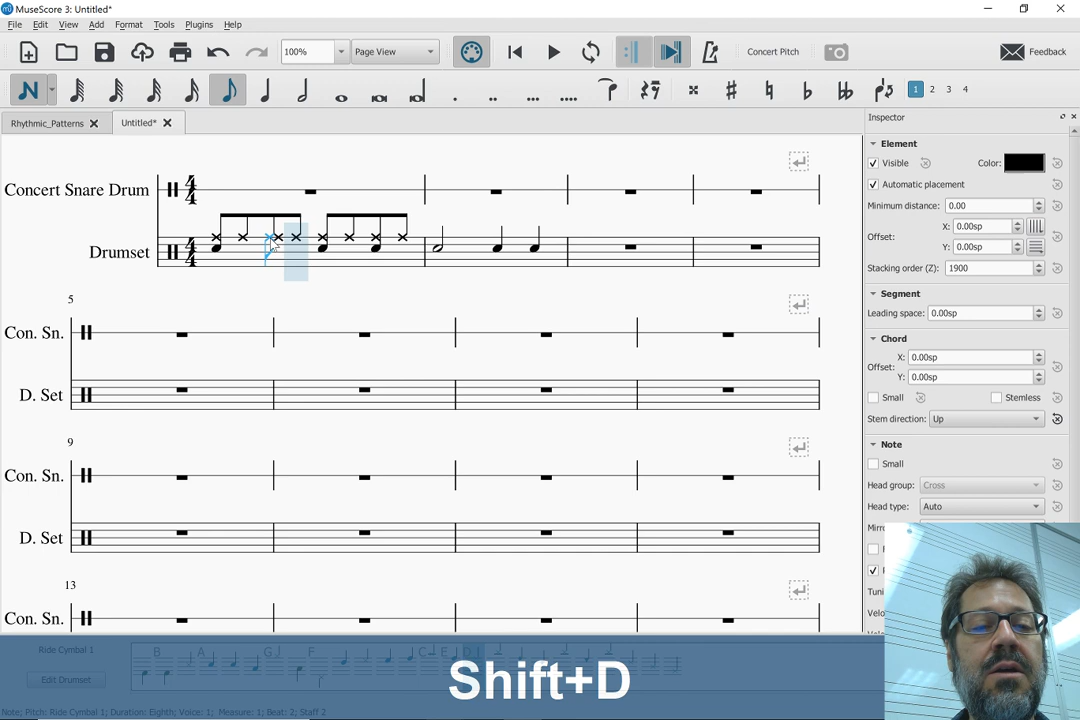 MuseScore 3: Untitled*
File Edit View Add Format Tools Plugins Help
100% Page View Concert Pitch Feedback
1 2 3 4
Rhythmic_Patterns Untitled*
Inspector
Element
Visible Color:
Automatic placement
Minimum distance: 0.00
Offset: X: 0.00sp
Y: 0.00sp
Stacking order (Z): 1900
Segment
Leading space: 0.00sp
Chord
Offset: X: 0.00sp
Y: 0.00sp
Small Stemless
Stem direction: Up
Note
Small
Head group: Cross
Head type: Auto
Concert Snare Drum 4 4
Drumset 4 4
5
Con. Sn.
D. Set
9
Con. Sn.
D. Set
13
Con. Sn.
Ride Cymbal 1
B A G F C E D
Edit Drumset
Shift+D
Note; Pitch: Ride Cymbal 1; Duration: Eighth; Voice: 1; Measure: 1; Beat: 2; Staff 2